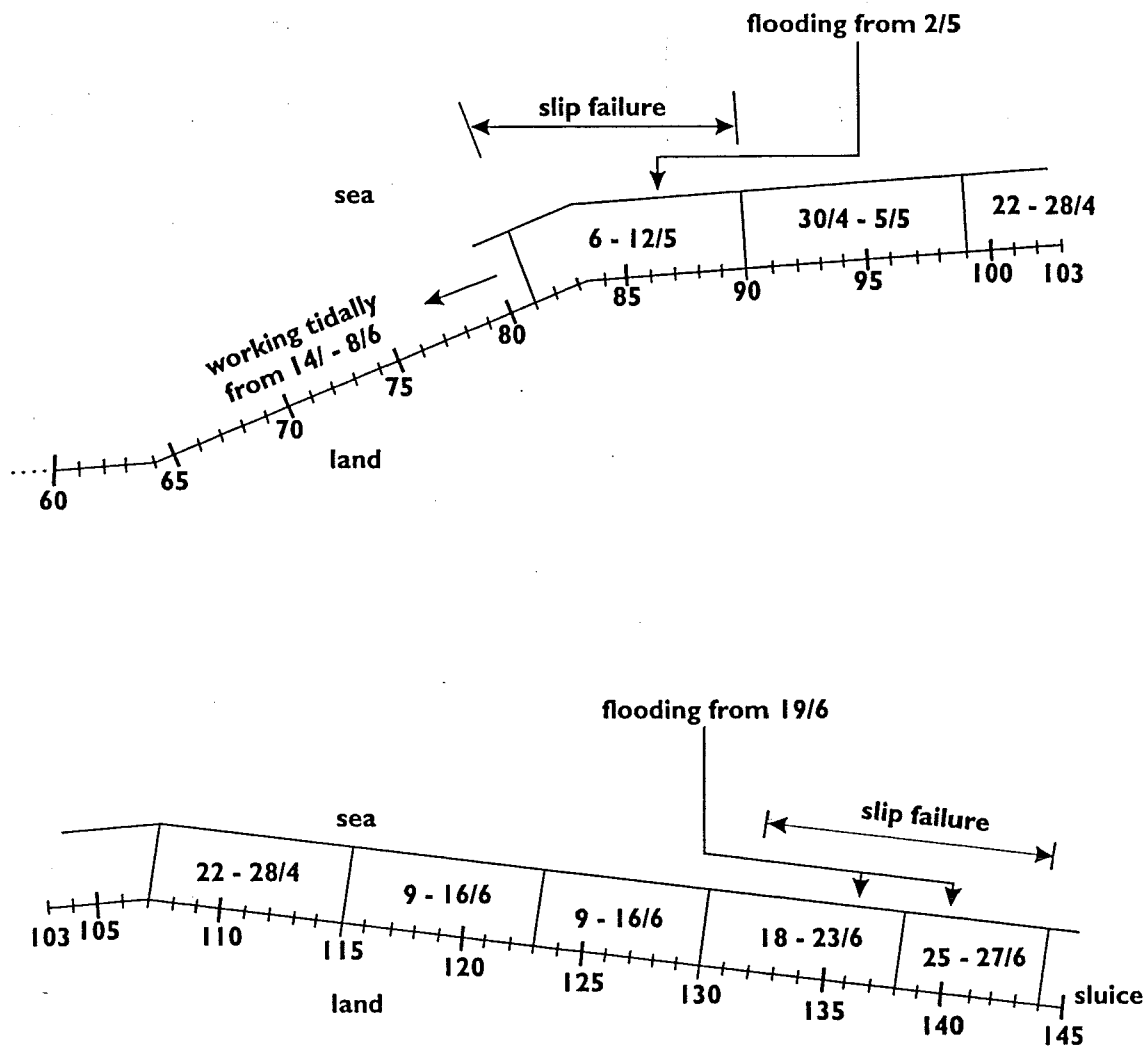 flooding from 2/5
slip failure
sea
6 - 12/5
30/4 - 5/5
22 - 28/4
working tidally
from 14/ - 8/6
land
60
65
70
75
80
85
90
95
100
103
flooding from 19/6
slip failure
sea
22 - 28/4
9 - 16/6
9 - 16/6
18 - 23/6
25 - 27/6
land
sluice
103
105
110
115
120
125
130
135
140
145